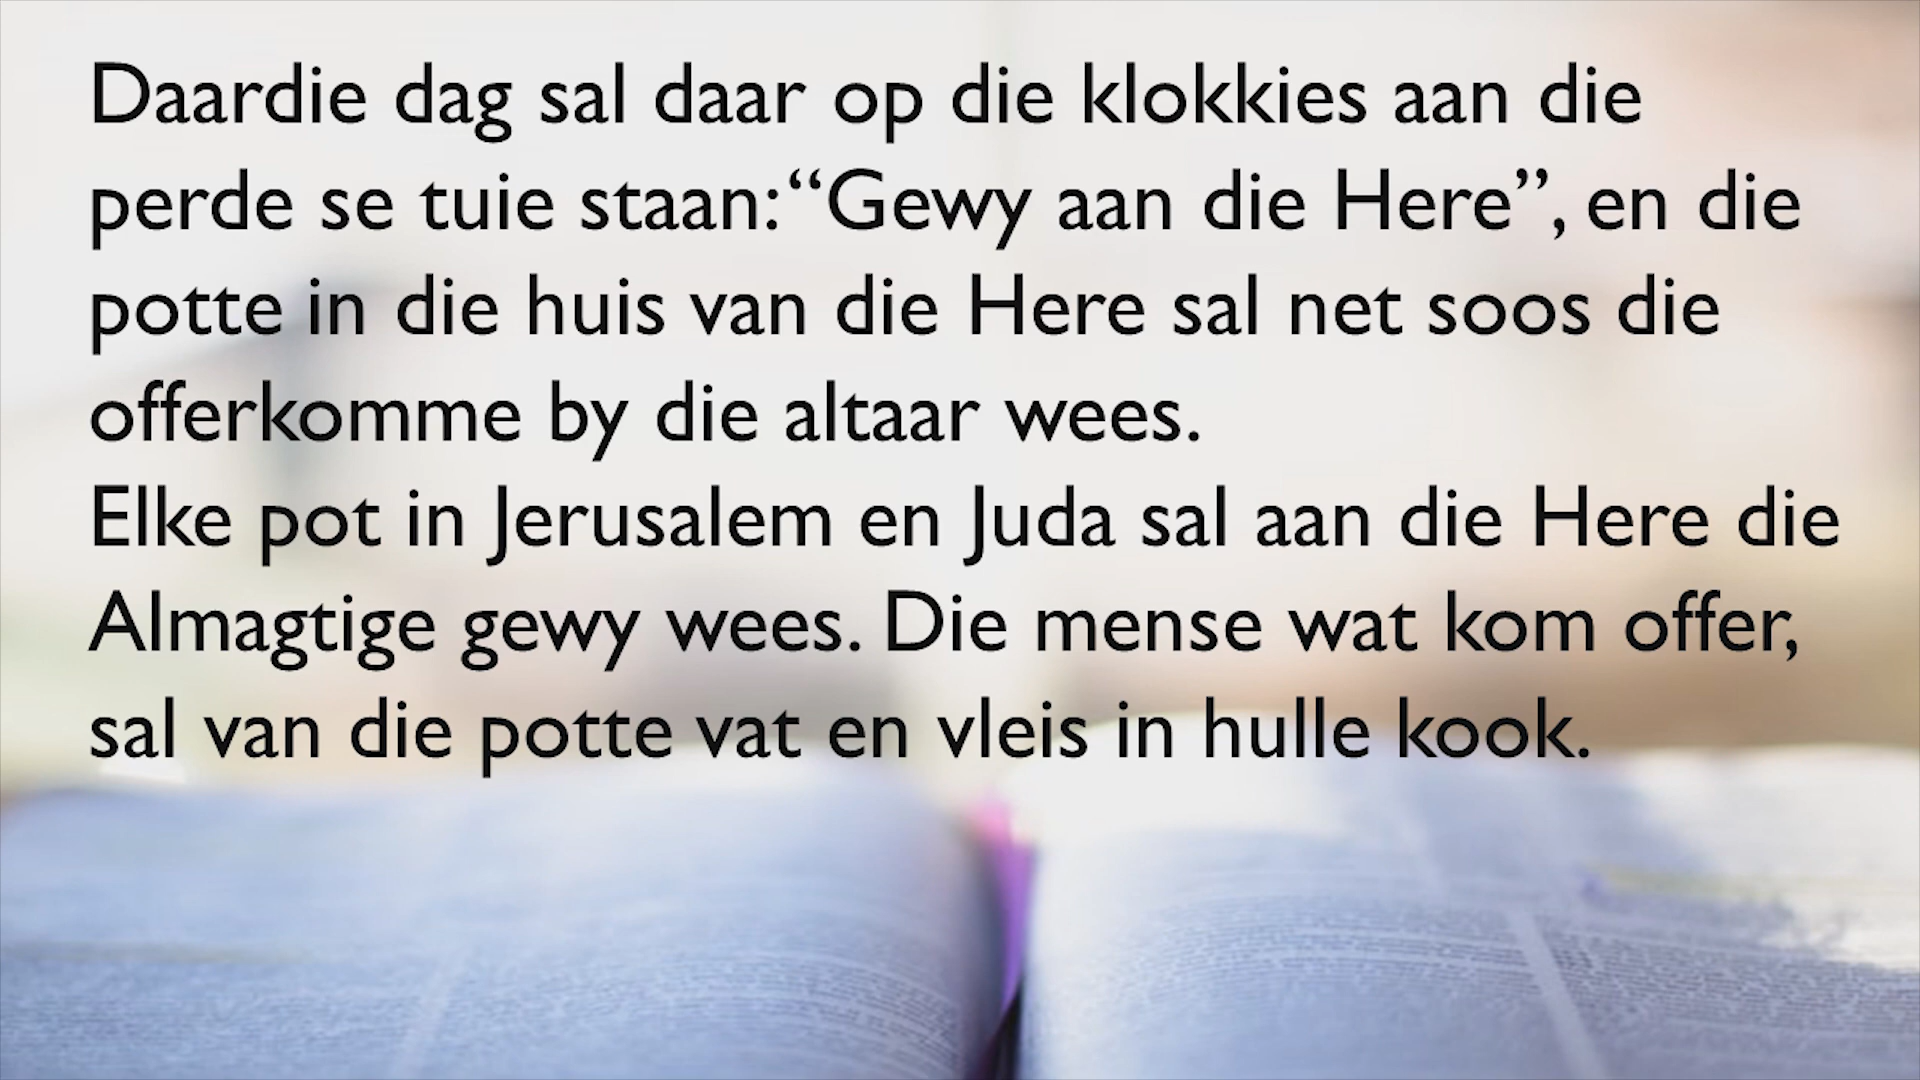 Daardie dag sal daar op die klokkies aan die
perde se tuie staan: “Gewy aan die Here”, en die
potte in die huis van die Here sal net soos die
offerkomme by die altaar wees.
Elke pot in Jerusalem en Juda sal aan die Here die
Almagtige gewy wees. Die mense wat kom offer,
sal van die potte vat en vleis in hulle kook.